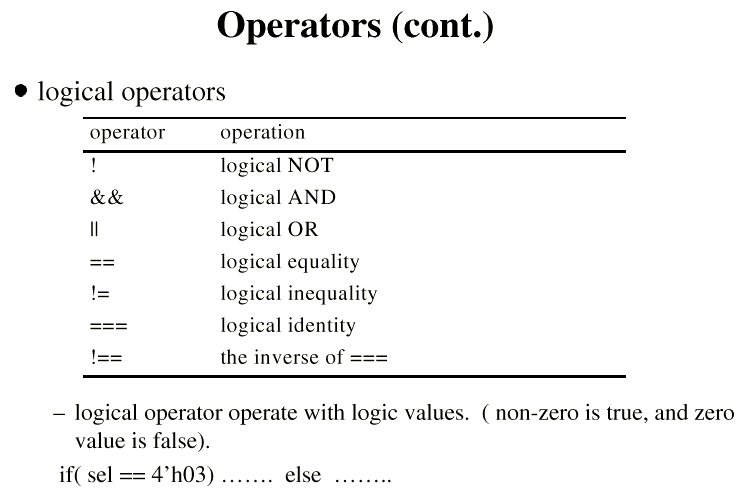 Operators (cont.)
● logical operators
operator operation
! logical NOT
&& logical AND
|| logical OR
== logical equality
!= logical inequality
=== logical identity
!== the inverse of ===
– logical operator operate with logic values. ( non-zero is true, and zero
value is false).
if( sel == 4’h03) ……. else ……..